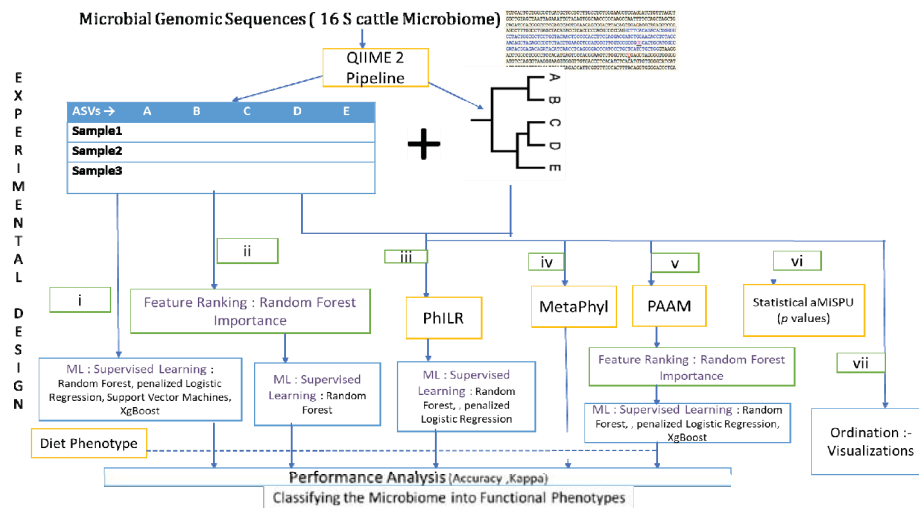 Microbial Genomic Sequences ( 16 S cattle Microbiome)
QIIME 2
Pipeline
EXPERIMENTAL DESIGN
ASVs → A B C D E
Sample1
Sample2
Sample3
+
A
B
C
D
E
i
ii
iii
iv
v
vi
vii
Feature Ranking : Random Forest
Importance
PhILR
MetaPhyl
PAAM
Statistical aMiSPU
(p values)
Feature Ranking : Random Forest
Importance
ML : Supervised Learning :
Random Forest, penalized Logistic
Regression, Support Vector Machines,
XgBoost
ML : Supervised
Learning : Random
Forest
ML : Supervised
Learning : Random
Forest, , penalized
Logistic Regression
ML : Supervised Learning : Random
Forest, , penalized Logistic Regression,
XgBoost
Ordination :-
Visualizations
Diet Phenotype
Performance Analysis (Accuracy ,Kappa)
Classifying the Microbiome into Functional Phenotypes